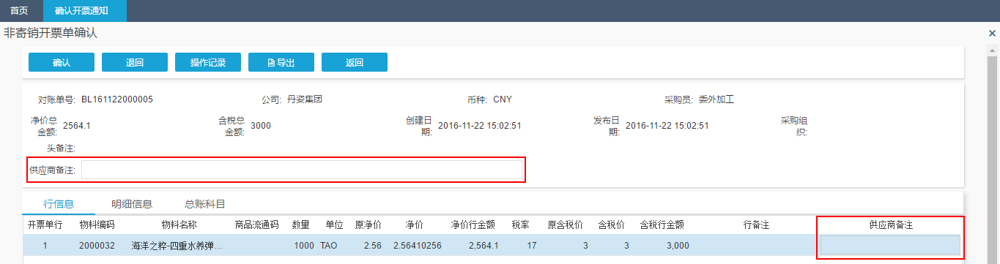 首页 确认开票通知
非寄销开票单确认
确认 退回 操作记录 导出 返回
对账单号: BL161122000005 公司: 丹姿集团 币种: CNY 采购员: 委外加工
净价总金额: 2564.1 含税总金额: 3000 创建日期: 2016-11-22 15:02:51 发布日期: 2016-11-22 15:02:51 采购组织:
头备注:
供应商备注:
行信息 明细信息 总账科目
开票单行 物料编码 物料名称 商品流通码 数量 单位 原净价 净价 净价行金额 税率 原含税价 含税价 含税行金额 行备注 供应商备注
1 2000032 海洋之粹-四重水养弹... 1000 TAO 2.56 2.56410256 2,564.1 17 3 3 3,000